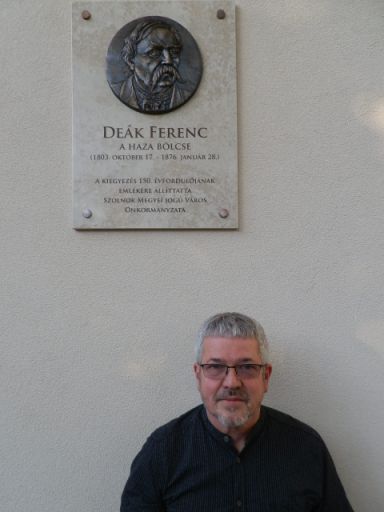 DEÁK FERENC
A HAZA BÖLCSE
(1803. OKTÓBER 17. - 1876. JANUÁR 28.)
A KIEGYEZÉS 150. ÉVFORDULÓJÁNAK
EMLÉKÉRE ÁLLÍTTATTA
SZOLNOK MEGYEI JOGÚ VÁROS
ÖNKORMÁNYZATA